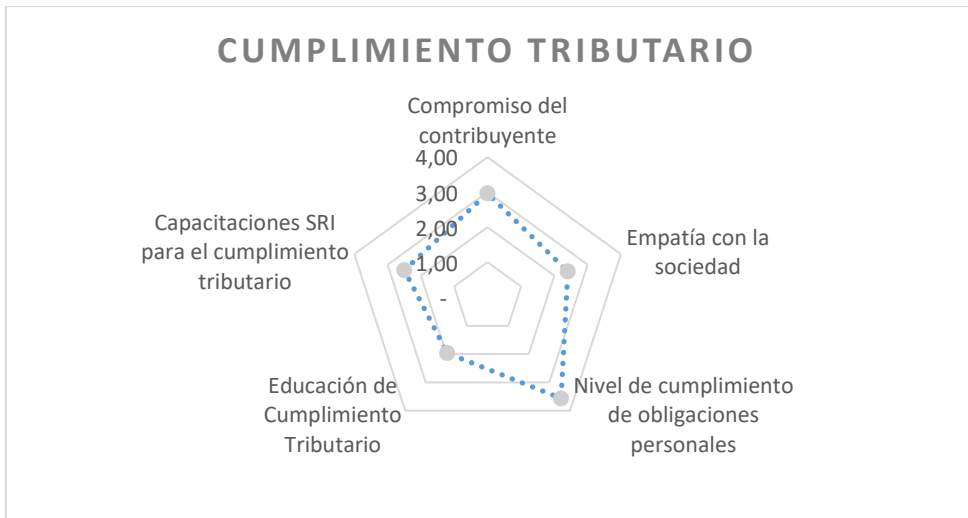 CUMPLIMIENTO TRIBUTARIO
Compromiso del
contribuyente
4,00
3,00
2,00
1,00
-
Empatía con la
sociedad
Nivel de cumplimiento
de obligaciones
personales
Educación de
Cumplimiento
Tributario
Capacitaciones SRI
para el cumplimiento
tributario